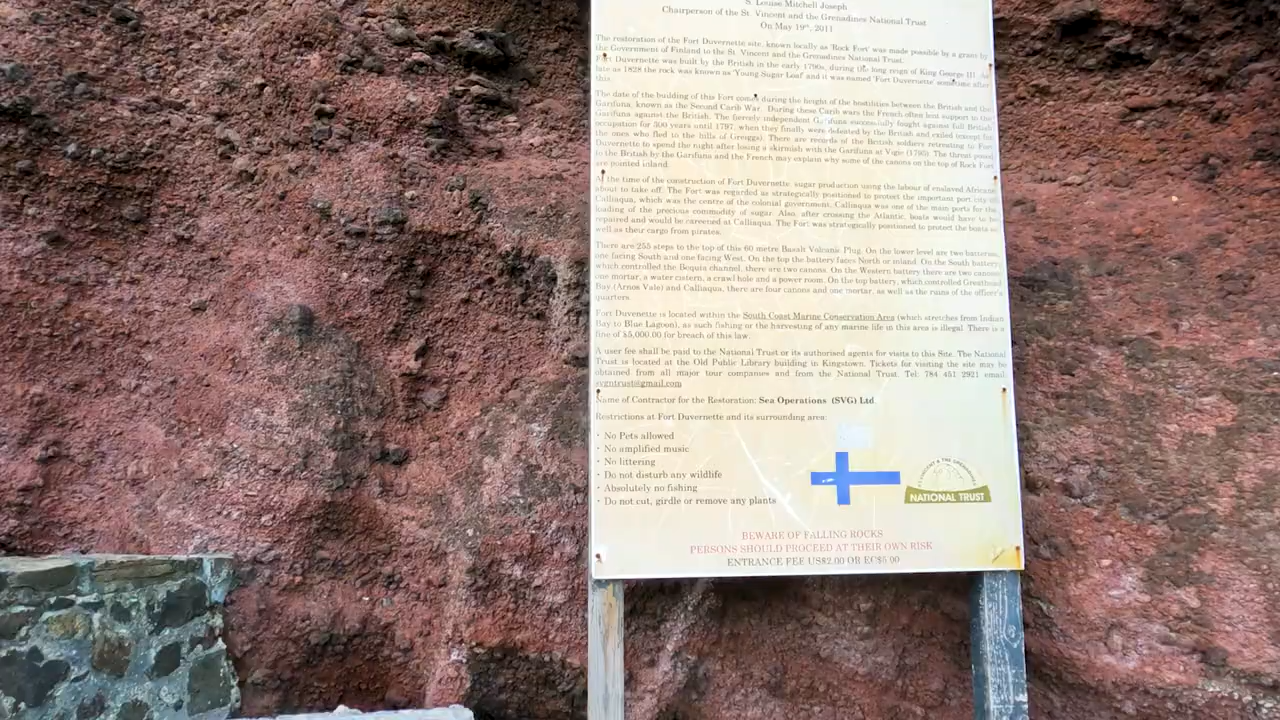 S. Louise Mitchell Joseph
Chairperson of the St. Vincent and the Grenadines National Trust
On May 19th, 2011
The restoration of the Fort Duvernette site, known locally as 'Rock Fort' was made possible by a grant by
the Government of Finland to the St. Vincent and the Grenadines National Trust.
Fort Duvernette was built by the British in the early 1790s, during the long reign of King George III. As
late as 1828 the rock was known as 'Young Sugar Loaf' and it was named 'Fort Duvernette' sometime after
this.
The date of the building of this Fort comes during the height of the hostilities between the British and the
Garifuna, known as the Second Carib War. During these Carib wars the French often lent support to the
Garifuna against the British. The fiercely independent Garifuna successfully fought against full British
occupation for 300 years until 1797, when they finally were defeated by the British and exiled (except for
the ones who fled to the hills of Greiggs). There are records of the British soldiers retreating to Fort
Duvernette to spend the night after losing a skirmish with the Garifuna at Vigie (1795). The threat posed
to the British by the Garifuna and the French may explain why some of the canons on the top of Rock Fort
are pointed inland.
At the time of the construction of Fort Duvernette, sugar production using the labour of enslaved Africans
about to take off. The Fort was regarded as strategically positioned to protect the important port city of
Calliaqua, which was the centre of the colonial government. Calliaqua was one of the main ports for the
loading of the precious commodity of sugar. Also, after crossing the Atlantic, boats would have to be
repaired and would be careened at Calliaqua. The Fort was strategically positioned to protect the boats as
well as their cargo from pirates.
There are 255 steps to the top of this 60 metre Basalt Volcanic Plug. On the lower level are two batteries,
one facing South and one facing West. On the top the battery faces North or inland. On the South battery,
which controlled the Bequia channel, there are two canons. On the Western battery there are two canons,
one mortar, a water cistern, a crawl hole and a power room. On the top battery, which controlled Greathead
Bay (Arnos Vale) and Calliaqua, there are four canons and one mortar, as well as the ruins of the officer's
quarters.
Fort Duvenette is located within the South Coast Marine Conservation Area (which stretches from Indian
Bay to Blue Lagoon), as such fishing or the harvesting of any marine life in this area is illegal. There is a
fine of $5,000.00 for breach of this law.
A user fee shall be paid to the National Trust or its authorised agents for visits to this Site. The National
Trust is located at the Old Public Library building in Kingstown. Tickets for visiting the site may be
obtained from all major tour companies and from the National Trust. Tel: 784 451 2921 email:
svgntrust@gmail.com
Name of Contractor for the Restoration: Sea Operations (SVG) Ltd.
Restrictions at Fort Duvernette and its surrounding area:
• No Pets allowed
• No amplified music
• No littering
• Do not disturb any wildlife
• Absolutely no fishing
• Do not cut, girdle or remove any plants
ST. VINCENT & THE GRENADINES
NATIONAL TRUST
BEWARE OF FALLING ROCKS
PERSONS SHOULD PROCEED AT THEIR OWN RISK
ENTRANCE FEE US$2.00 OR EC$5.00